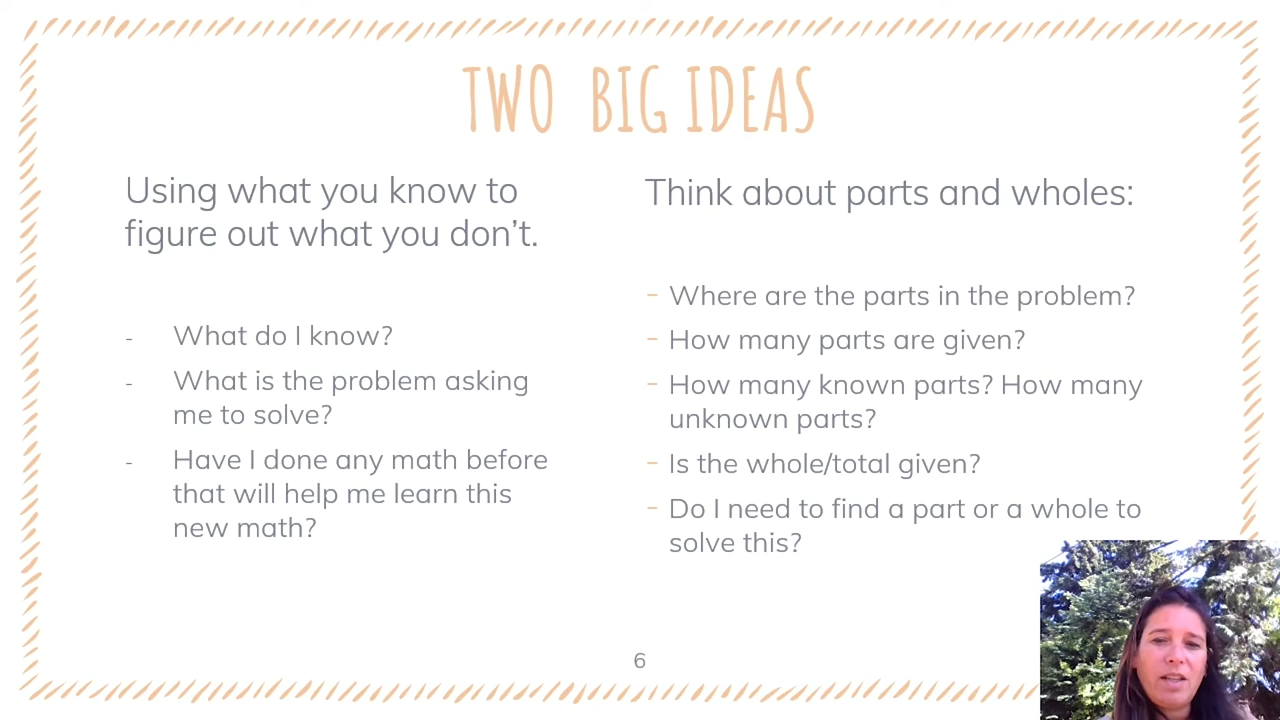 TWO BIG IDEAS
Using what you know to
figure out what you don’t.
- What do I know?
- What is the problem asking
me to solve?
- Have I done any math before
that will help me learn this
new math?
Think about parts and wholes:
- Where are the parts in the problem?
- How many parts are given?
- How many known parts? How many
unknown parts?
- Is the whole/total given?
- Do I need to find a part or a whole to
solve this?
6